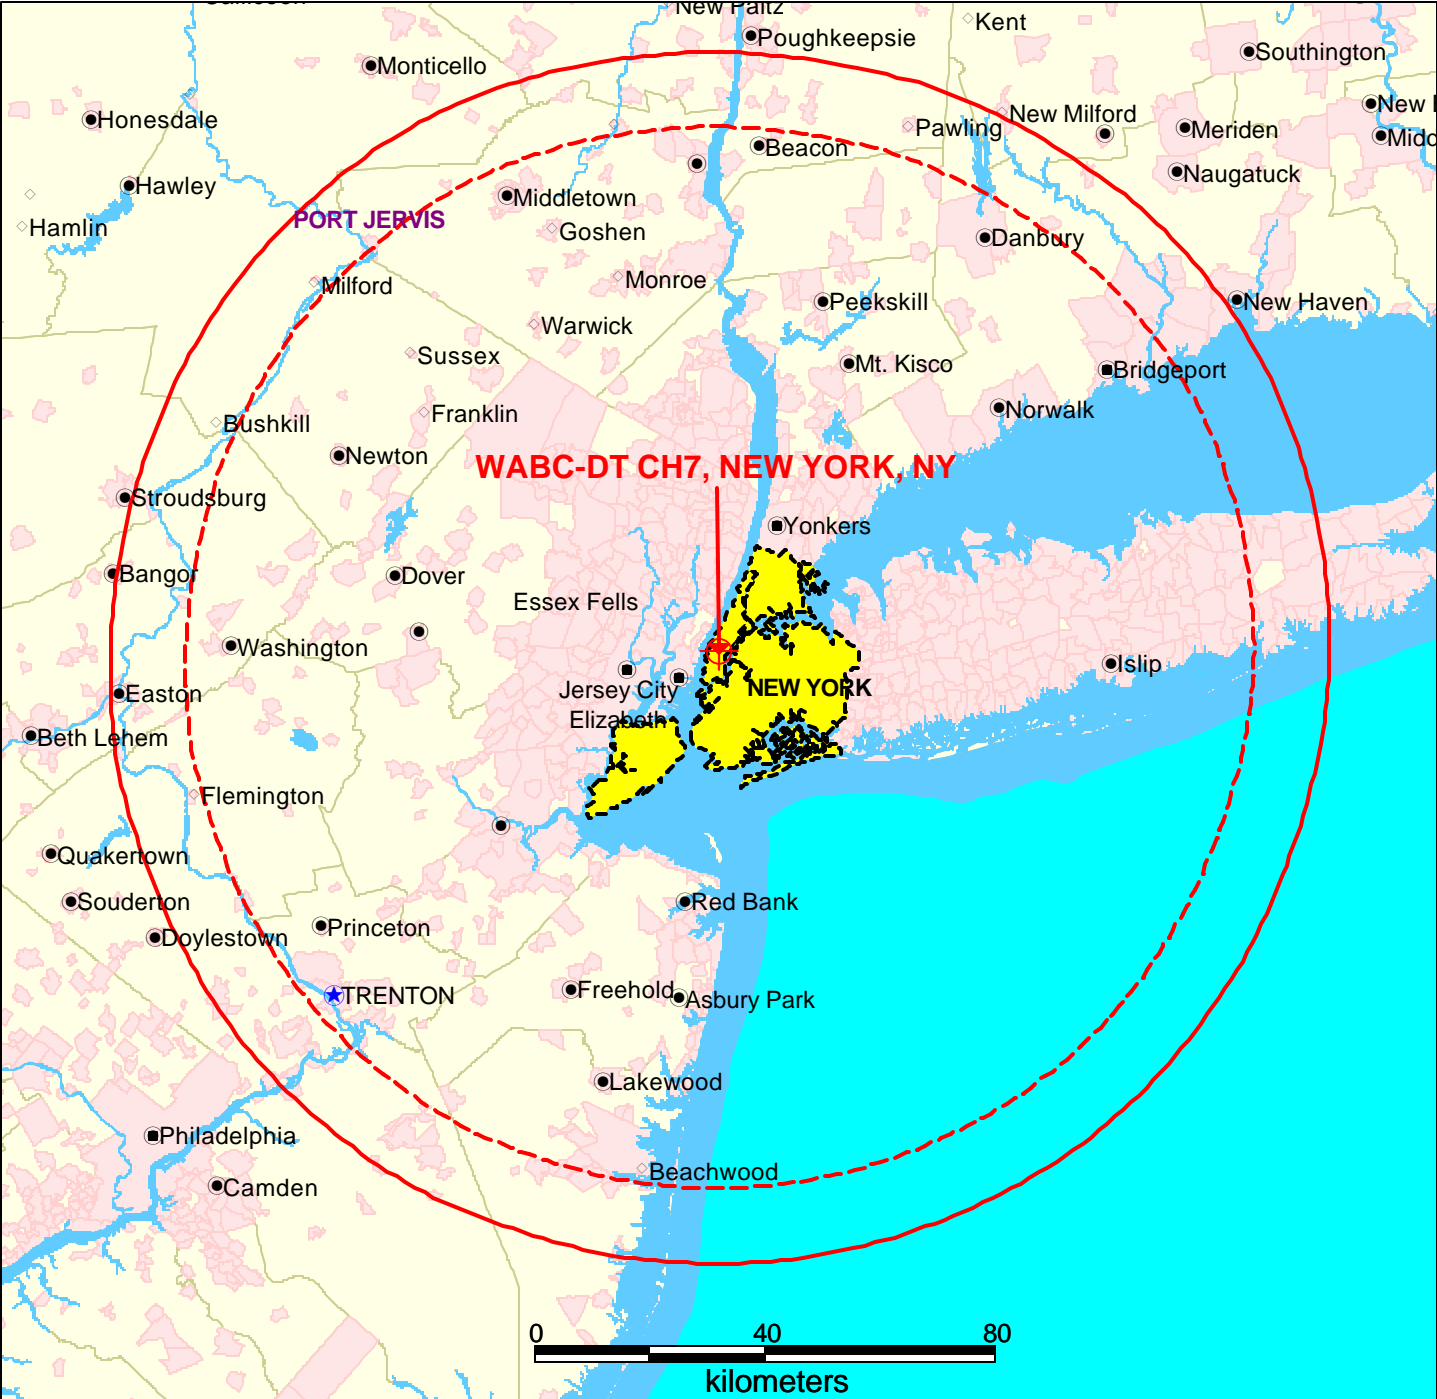 New Paltz
Kent
Poughkeepsie
Southington
Monticello
Honesdale
New Milford
Pawling
Meriden
Beacon
Naugatuck
Hawley
Middletown
PORT JERVIS
Hamlin
Goshen
Danbury
Monroe
Milford
Peekskill
New Haven
Warwick
Sussex
Mt. Kisco
Bridgeport
Franklin
Norwalk
Bushkill
Newton
WABC-DT CH7, NEW YORK, NY
Stroudsburg
Yonkers
Bangor
Dover
Essex Fells
Washington
Islip
Jersey City
NEW YORK
Easton
Elizabeth
Beth Lehem
Flemington
Quakertown
Souderton
Red Bank
Princeton
Doylestown
TRENTON
Freehold
Asbury Park
Lakewood
Philadelphia
Beachwood
Camden
0 40 80
kilometers